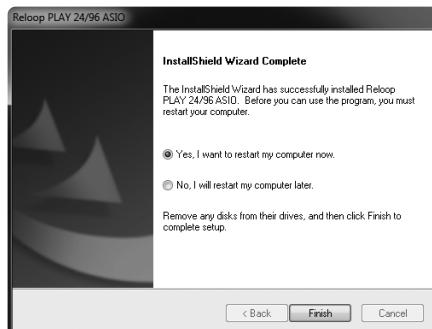 Reloop PLAY 24/96 ASIO
InstallShield Wizard Complete
The InstallShield Wizard has successfully installed Reloop
PLAY 24/96 ASIO. Before you can use the program, you must
restart your computer.
Yes, I want to restart my computer now.
No, I will restart my computer later.
Remove any disks from their drives, and then click Finish to
complete setup.
< Back Finish Cancel